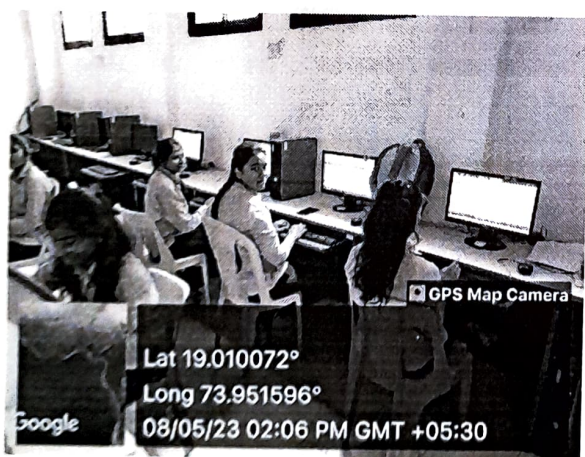 GPS Map Camera
Lat 19.010072°
Long 73.951596°
08/05/23 02:06 PM GMT +05:30
Google